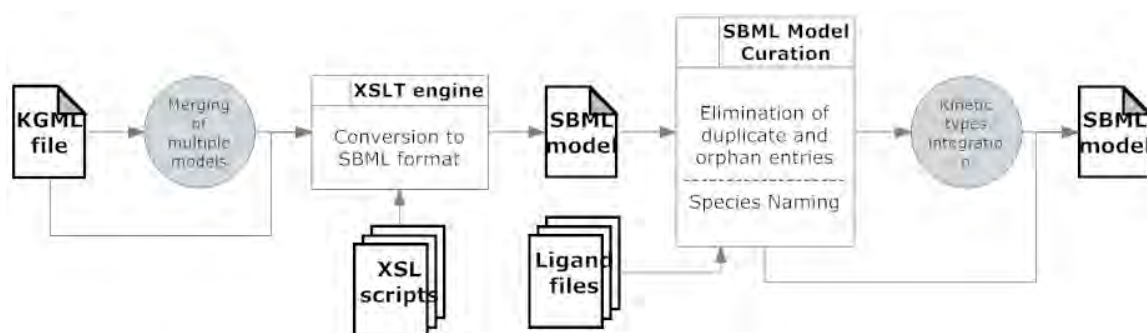 KGML
file
Merging
of
multiple
models
XSLT engine
Conversion to
SBML format
XSL
scripts
SBML
model
Ligand
files
SBML Model
Curation
Elimination of
duplicate and
orphan entries
Species Naming
Kinetic
types
integratio
n
SBML
model